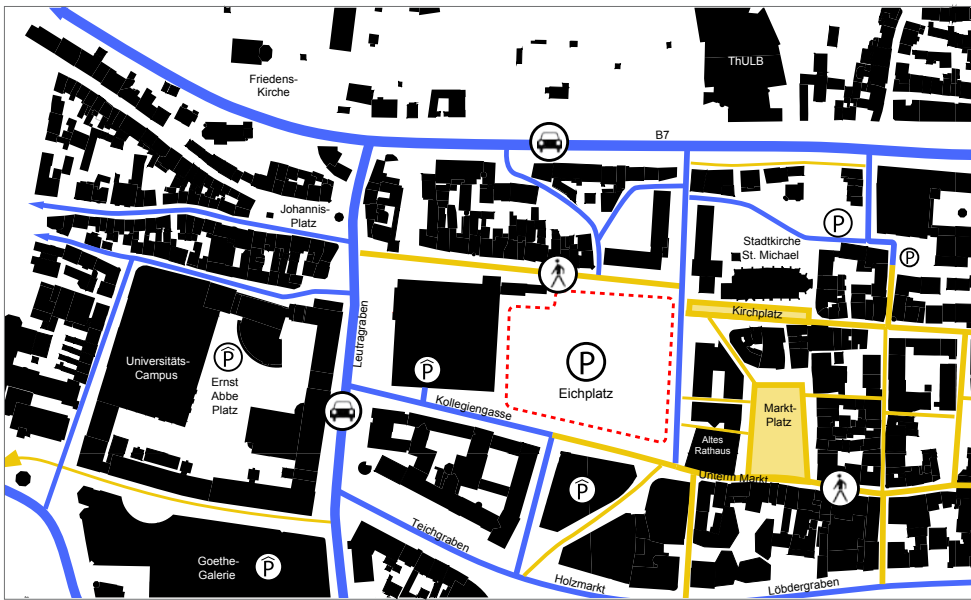 Friedens-
Kirche
ThULB
B7
Johannis-
Platz
P
Stadtkirche
St. Michael
P
Kirchplatz
Leutragraben
Universitäts-
Campus
P
Ernst
Abbe
Platz
P
P
Eichplatz
Kollegiengasse
Markt-
Platz
Altes
Rathaus
Unterm Markt
P
Teichgraben
Goethe-
Galerie
P
Holzmarkt
Löbdergraben